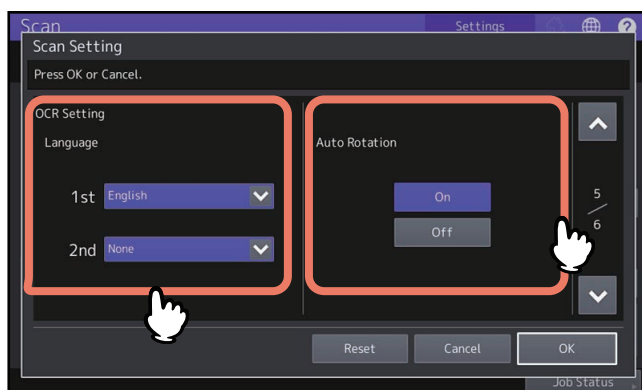 Scan
Settings
?
Scan Setting
Press OK or Cancel.
OCR Setting
Language
1st English
2nd None
Auto Rotation
On
Off
5
6
Reset
Cancel
OK
Job Status